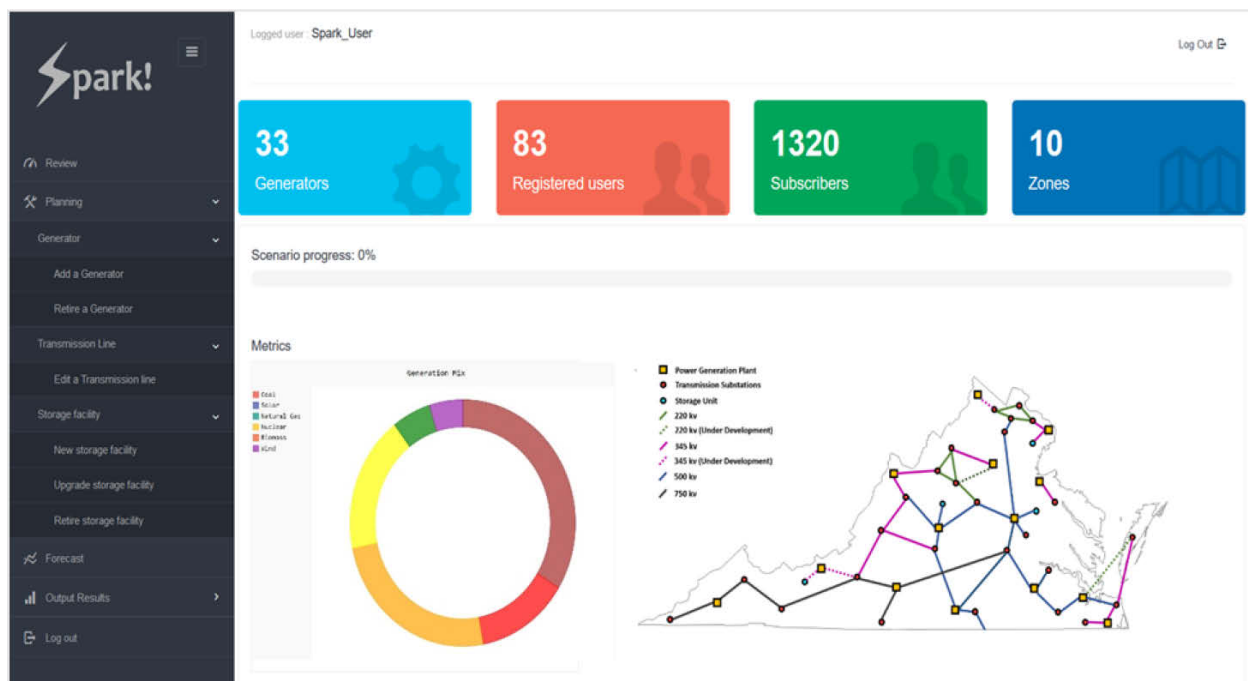 Spark!
Logged user : Spark_User
Log Out
33
Generators
83
Registered users
1320
Subscribers
10
Zones
Review
Planning
Generator
Add a Generator
Retire a Generator
Transmission Line
Edit a Transmission line
Storage facility
New storage facility
Upgrade storage facility
Retire storage facility
Forecast
Output Results
Log out
Scenario progress: 0%
Metrics
Generation Mix
Coal
Solar
Natural Gas
Nuclear
Biomass
Wind
Power Generation Plant
Transmission Substations
Storage Unit
220 kv
220 kv (Under Development)
345 kv
345 kv (Under Development)
500 kv
750 kv